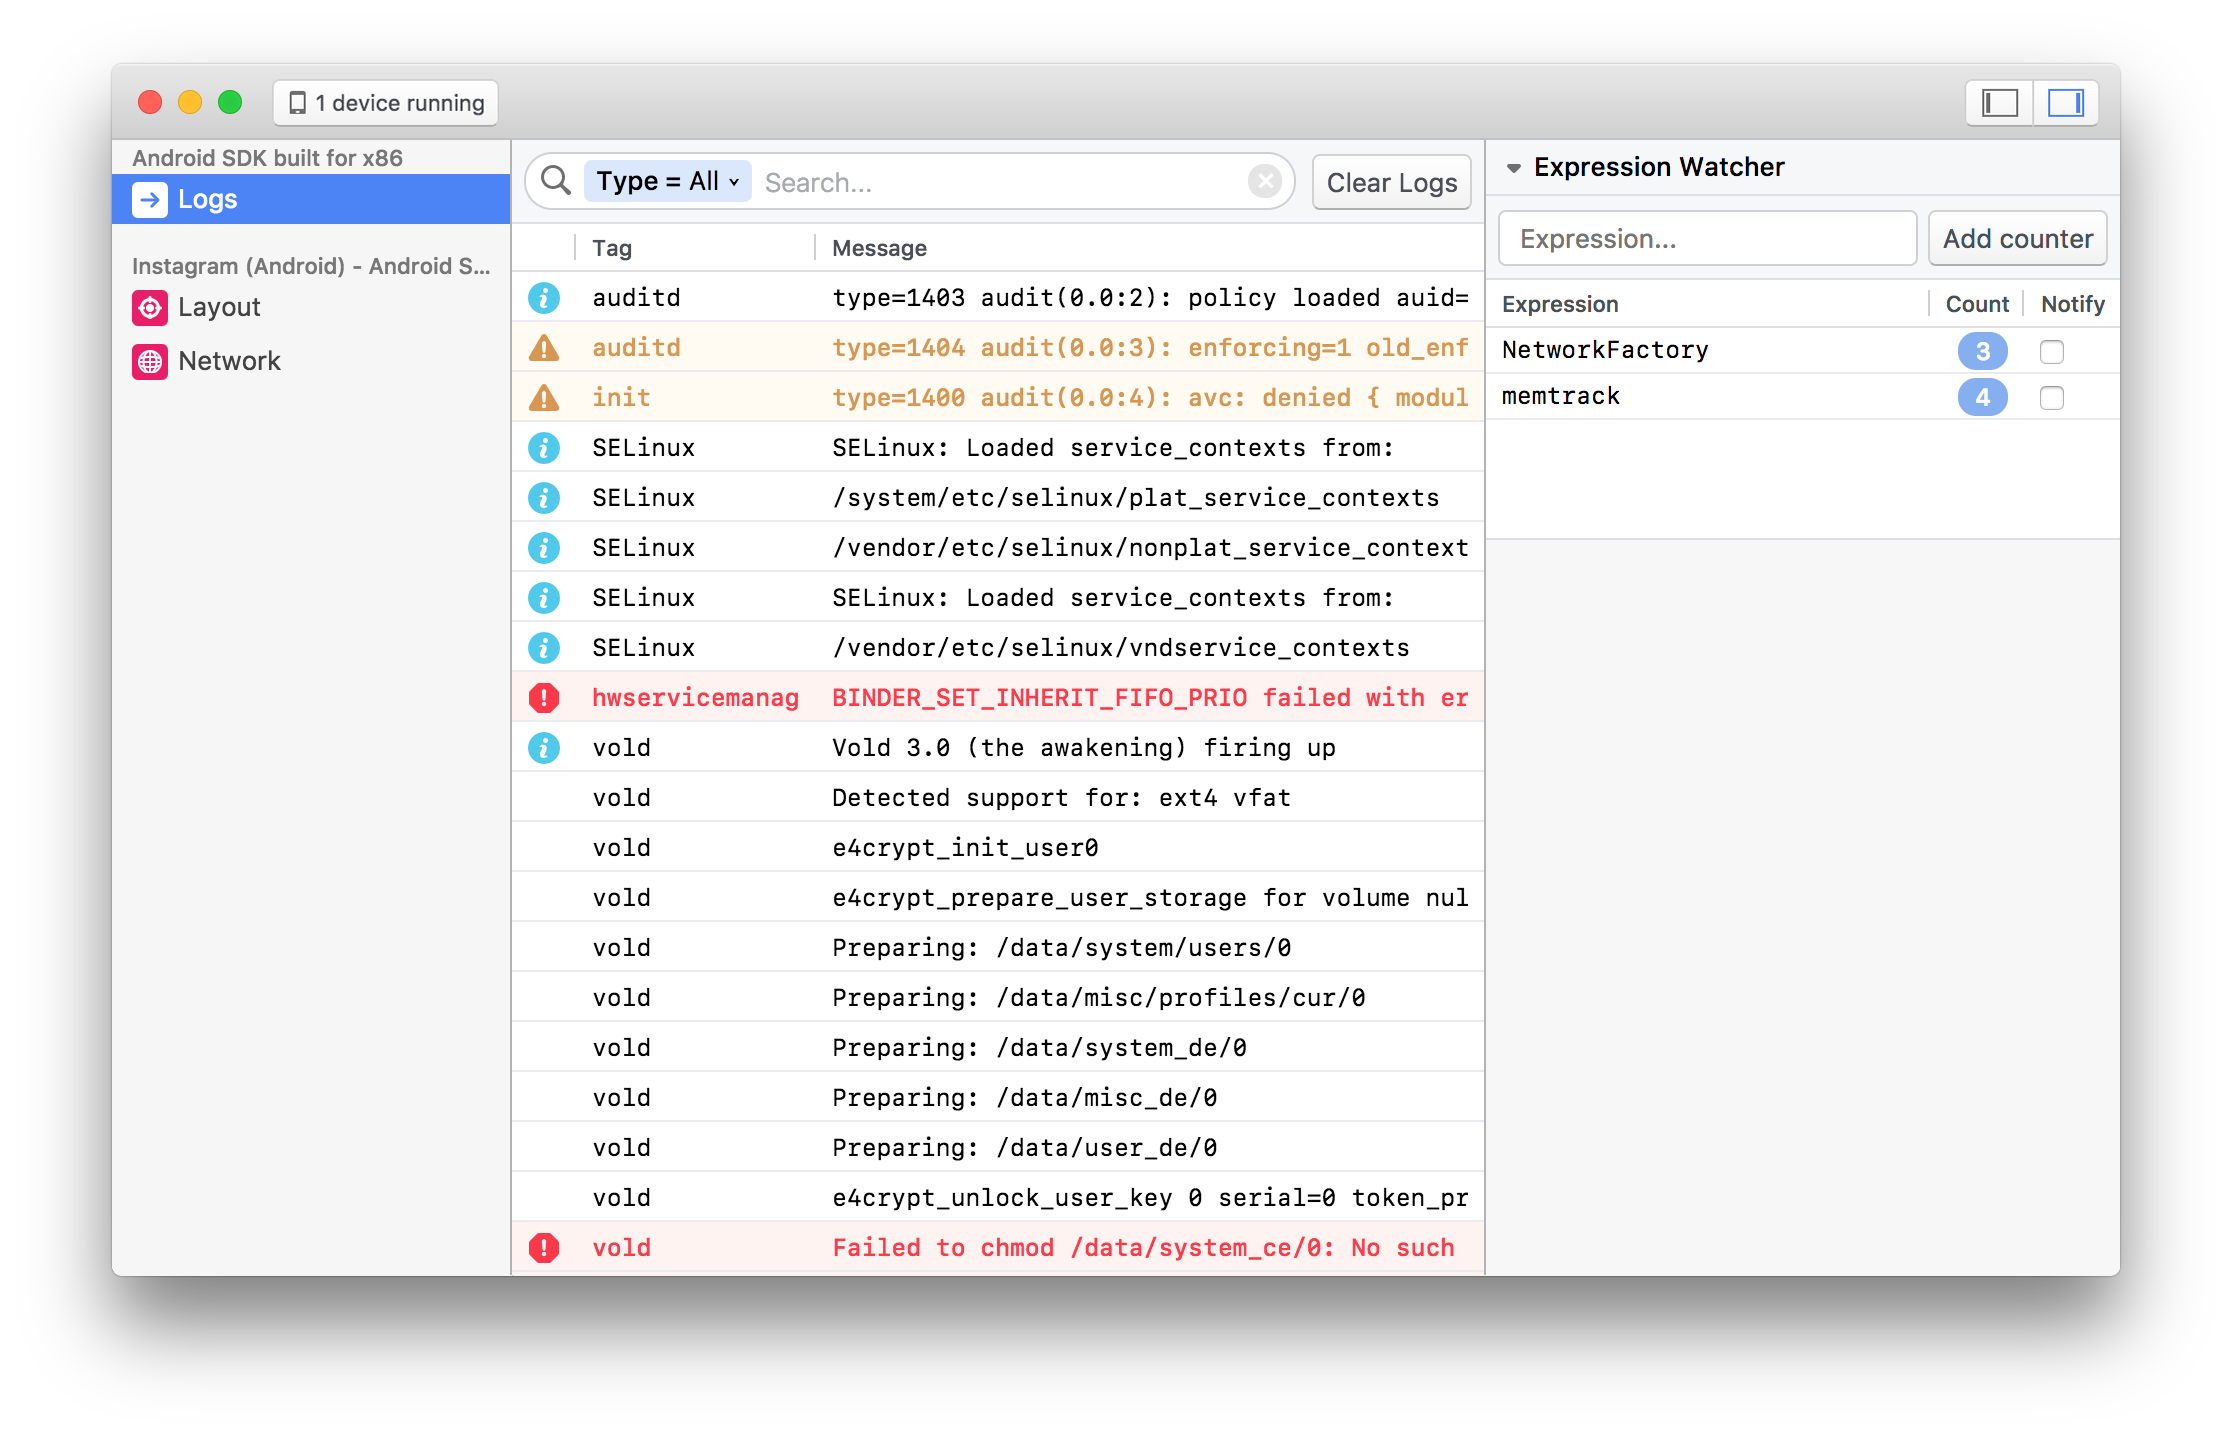 1 device running
Android SDK built for x86
Logs
Instagram (Android) - Android S...
Layout
Network
Type = All Search... Clear Logs
Tag Message
auditd type=1403 audit(0.0:2): policy loaded auid=
auditd type=1404 audit(0.0:3): enforcing=1 old_enf
init type=1400 audit(0.0:4): avc: denied { modul
SELinux SELinux: Loaded service_contexts from:
SELinux /system/etc/selinux/plat_service_contexts
SELinux /vendor/etc/selinux/nonplat_service_context
SELinux SELinux: Loaded service_contexts from:
SELinux /vendor/etc/selinux/vndservice_contexts
hwservicemanag BINDER_SET_INHERIT_FIFO_PRIO failed with er
vold Vold 3.0 (the awakening) firing up
vold Detected support for: ext4 vfat
vold e4crypt_init_user0
vold e4crypt_prepare_user_storage for volume nul
vold Preparing: /data/system/users/0
vold Preparing: /data/misc/profiles/cur/0
vold Preparing: /data/system_de/0
vold Preparing: /data/misc_de/0
vold Preparing: /data/user_de/0
vold e4crypt_unlock_user_key 0 serial=0 token_pr
vold Failed to chmod /data/system_ce/0: No such
Expression Watcher
Expression... Add counter
Expression Count Notify
NetworkFactory 3
memtrack 4